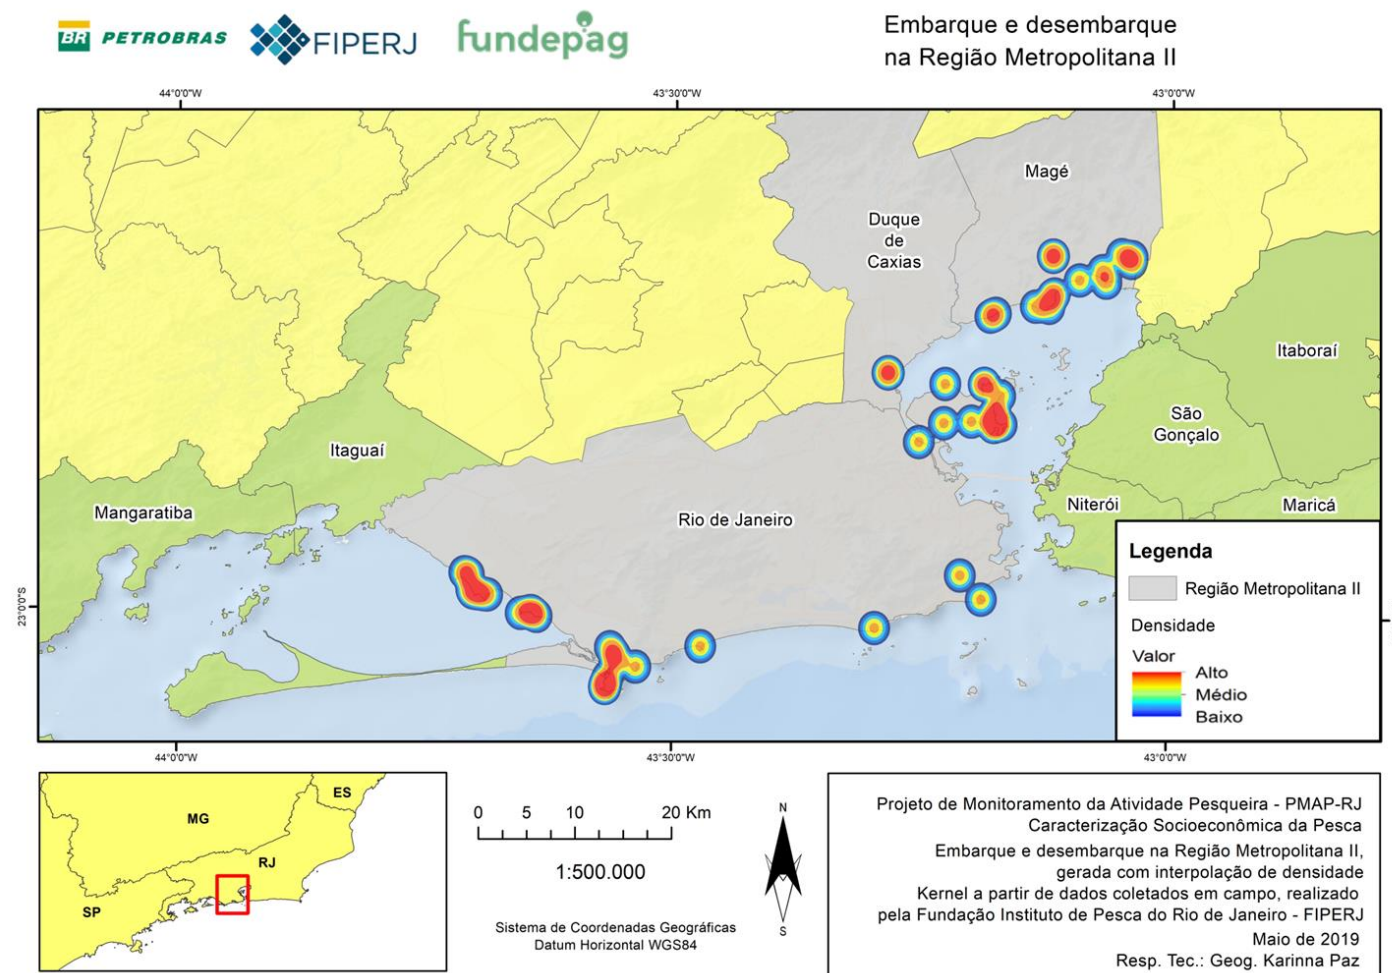 BR PETROBRAS
FIPERJ
fundepag
Embarque e desembarque
na Região Metropolitana II
44°0'0"W
43°30'0"W
43°0'0"W
Magé
Duque
de
Caxias
Itaboraí
São
Gonçalo
Itaguaí
Mangaratiba
Rio de Janeiro
Niterói
Maricá
23°0'0"S
Legenda
Região Metropolitana II
Densidade
Valor
Alto
Médio
Baixo
44°0'0"W
43°30'0"W
43°0'0"W
ES
MG
RJ
SP
0 5 10 20 Km
1:500.000
Sistema de Coordenadas Geográficas
Datum Horizontal WGS84
N
S
Projeto de Monitoramento da Atividade Pesqueira - PMAP-RJ
Caracterização Socioeconômica da Pesca
Embarque e desembarque na Região Metropolitana II,
gerada com interpolação de densidade
Kernel a partir de dados coletados em campo, realizado
pela Fundação Instituto de Pesca do Rio de Janeiro - FIPERJ
Maio de 2019
Resp. Tec.: Geog. Karinna Paz